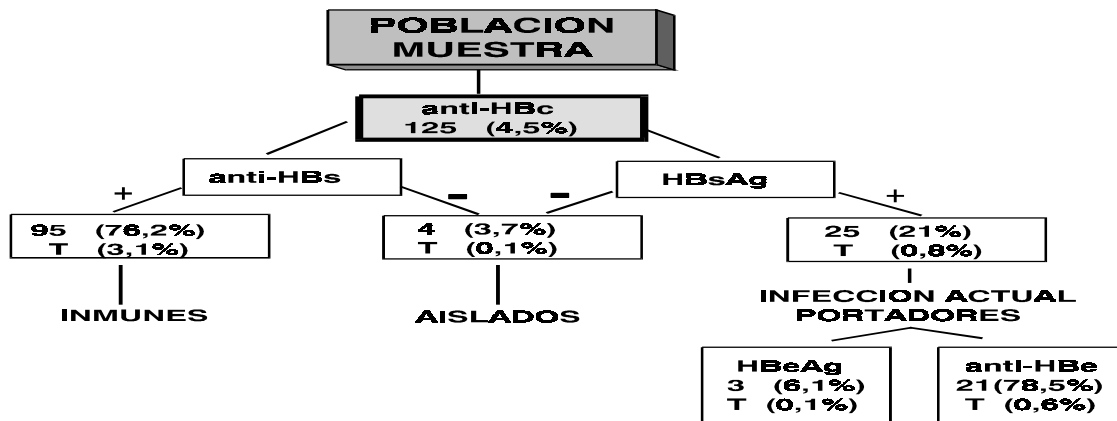 POBLACION
MUESTRA
anti-HBc
125 (4,5%)
anti-HBs
HBsAg
+
-
-
+
95 (76,2%)
T (3,1%)
4 (3,7%)
T (0,1%)
25 (21%)
T (0,8%)
INMUNES
AISLADOS
INFECCION ACTUAL
PORTADORES
HBeAg
3 (6,1%)
T (0,1%)
anti-HBe
21(78,5%)
T (0,6%)